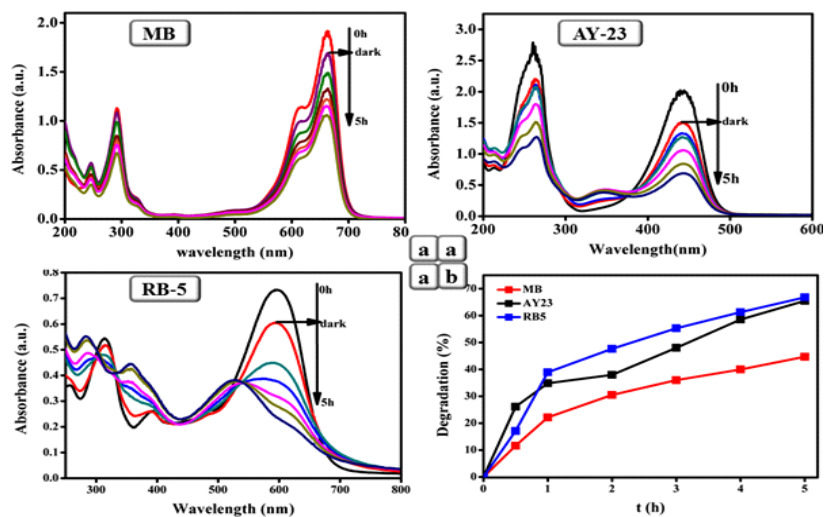 MB
0h
dark
5h
Absorbance (a.u.)
2.0
1.5
1.0
0.5
0.0
200 300 400 500 600 700 800
wavelength (nm)
AY-23
0h
dark
5h
Absorbance (a.u.)
3.0
2.5
2.0
1.5
1.0
0.5
0.0
200 300 400 500 600
Wavelength(nm)
a a
a b
RB-5
0h
dark
5h
Absorbance (a.u.)
0.8
0.7
0.6
0.5
0.4
0.3
0.2
0.1
0.0
300 400 500 600 700 800
wavelength (nm)
MB
AY23
RB5
Degradation (%)
70
60
50
40
30
20
10
0
0 1 2 3 4 5
t (h)